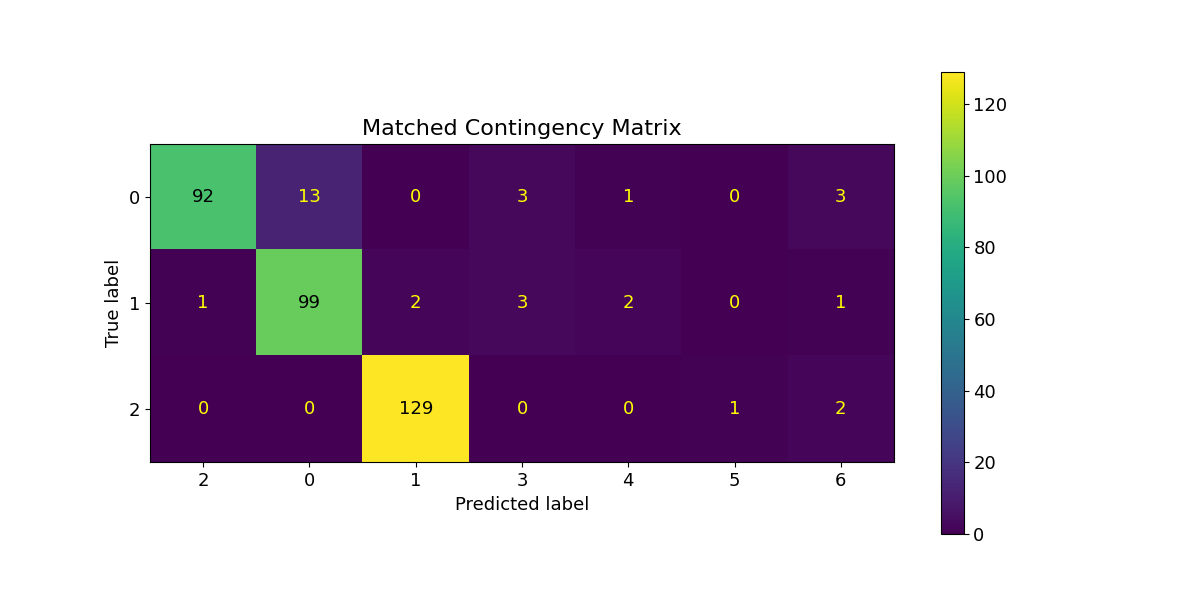 Matched Contingency Matrix
120
100
80
60
40
20
0
True label
0 92 13 0 3 1 0 3
1 1 99 2 3 2 0 1
2 0 0 129 0 0 1 2
2 0 1 3 4 5 6
Predicted label